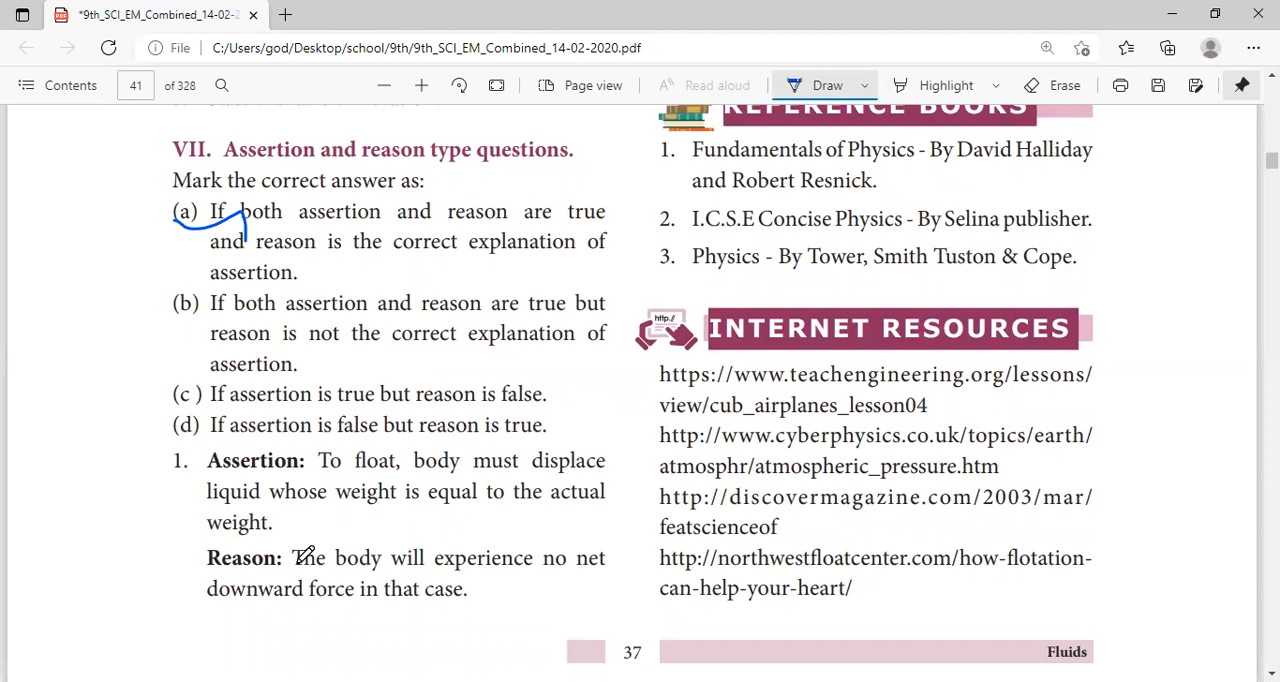 *9th_SCI_EM_Combined_14-02-2
File
C:/Users/god/Desktop/school/9th/9th_SCI_EM_Combined_14-02-2020.pdf
Contents
41
of 328
Page view
Read aloud
Draw
Highlight
Erase
VII. Assertion and reason type questions.
Mark the correct answer as:
(a) If both assertion and reason are true
and reason is the correct explanation of
assertion.
(b) If both assertion and reason are true but
reason is not the correct explanation of
assertion.
(c ) If assertion is true but reason is false.
(d) If assertion is false but reason is true.
1. Assertion: To float, body must displace
liquid whose weight is equal to the actual
weight.
Reason: The body will experience no net
downward force in that case.
REFERENCE BOOKS
1. Fundamentals of Physics - By David Halliday
and Robert Resnick.
2. I.C.S.E Concise Physics - By Selina publisher.
3. Physics - By Tower, Smith Tuston & Cope.
http://
INTERNET RESOURCES
https://www.teachengineering.org/lessons/
view/cub_airplanes_lesson04
http://www.cyberphysics.co.uk/topics/earth/
atmosphr/atmospheric_pressure.htm
http://discovermagazine.com/2003/mar/
featscienceof
http://northwestfloatcenter.com/how-flotation-
can-help-your-heart/
37
Fluids